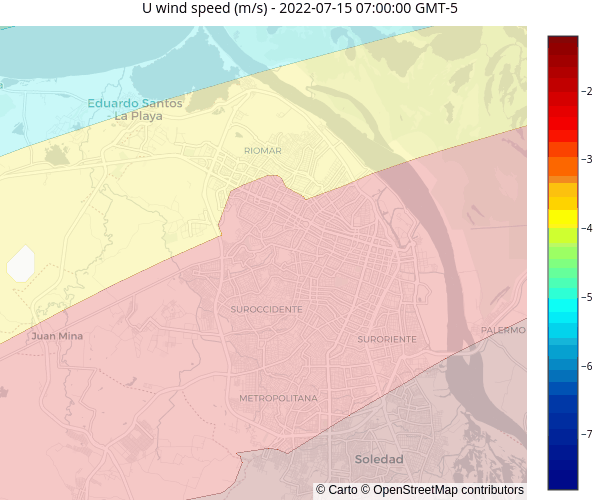 U wind speed (m/s) - 2022-07-15 07:00:00 GMT-5
−2
Eduardo Santos
- La Playa
RIOMAR
−3
−4
−5
SUROCCIDENTE
PALERMO
Juan Mina
SURORIENTE
−6
METROPOLITANA
−7
Soledad
© Carto © OpenStreetMap contributors